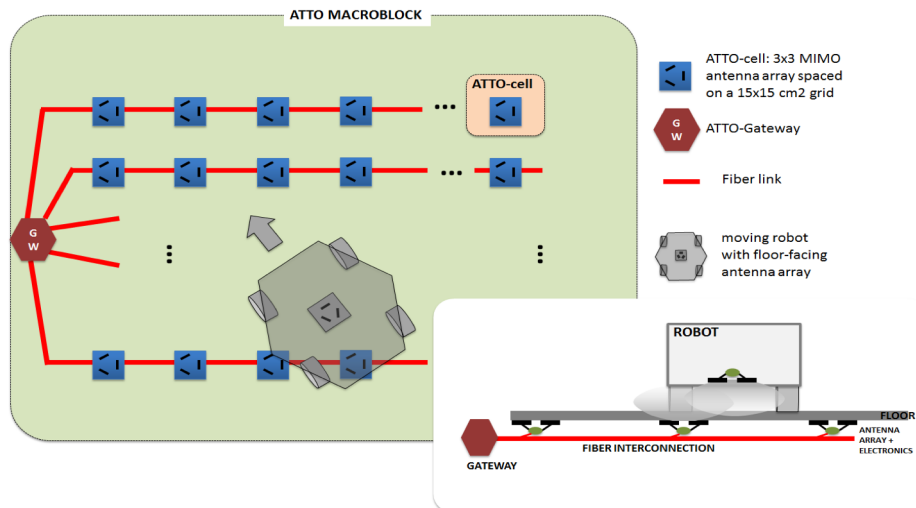 ATTO MACROBLOCK
ATTO-cell
...
...
G
W
...
...
ATTO-cell: 3x3 MIMO
antenna array spaced
on a 15x15 cm2 grid
G
W
ATTO-Gateway
Fiber link
moving robot
with floor-facing
antenna array
ROBOT
FLOOR
ANTENNA
ARRAY +
ELECTRONICS
FIBER INTERCONNECTION
GATEWAY